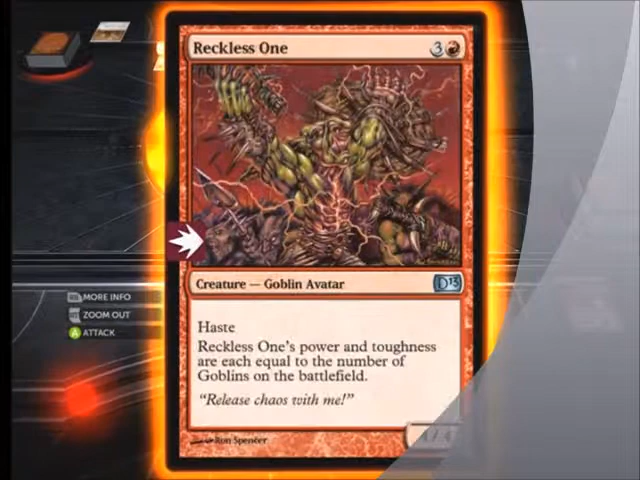 Reckless One 3
Creature — Goblin Avatar D13
MORE INFO
ZOOM OUT
A ATTACK
Haste
Reckless One's power and toughness
are each equal to the number of
Goblins on the battlefield.
"Release chaos with me!"
Ron Spencer